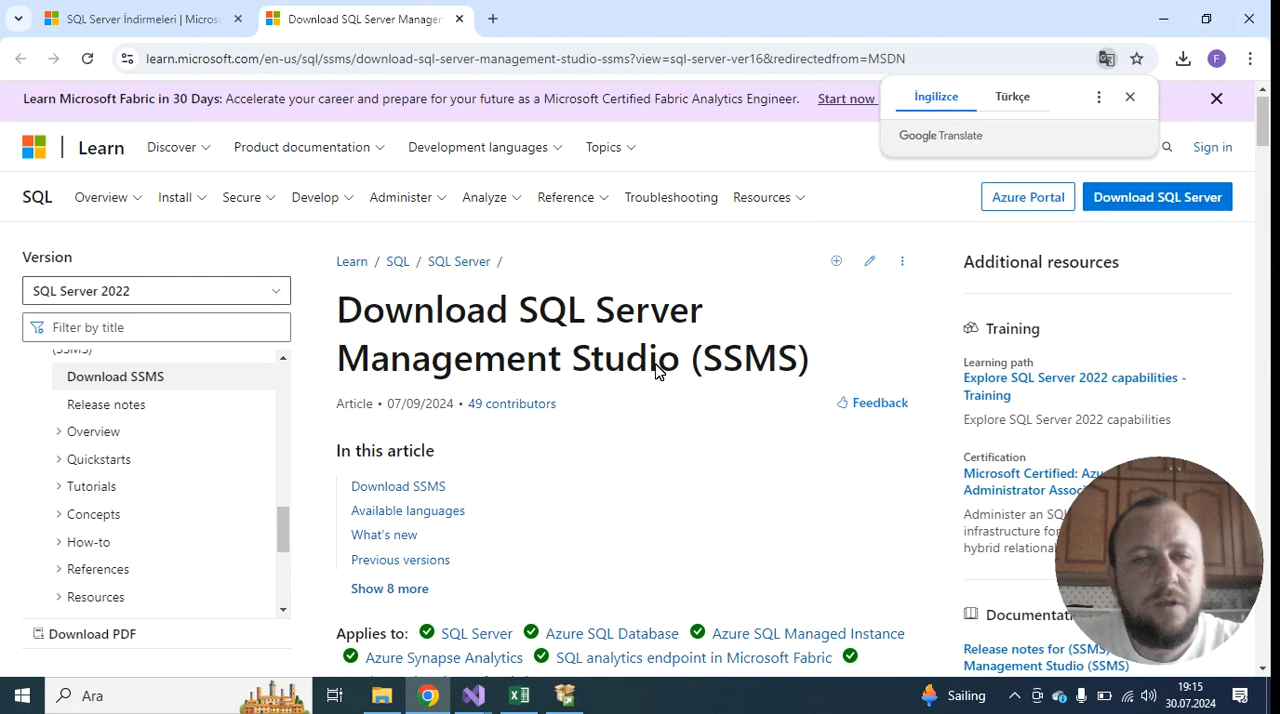 SQL Server İndirmeleri | Micros
Download SQL Server Managem
learn.microsoft.com/en-us/sql/ssms/download-sql-server-management-studio-ssms?view=sql-server-ver16&redirectedfrom=MSDN
F
Learn Microsoft Fabric in 30 Days: Accelerate your career and prepare for your future as a Microsoft Certified Fabric Analytics Engineer. Start now
İngilizce Türkçe
Google Translate
Learn Discover Product documentation Development languages Topics Sign in
SQL Overview Install Secure Develop Administer Analyze Reference Troubleshooting Resources Azure Portal Download SQL Server
Version
SQL Server 2022
Filter by title
(SSMS)
Download SSMS
Release notes
Overview
Quickstarts
Tutorials
Concepts
How-to
References
Resources
Download PDF
Learn / SQL / SQL Server /
Download SQL Server
Management Studio (SSMS)
Article • 07/09/2024 • 49 contributors
Feedback
In this article
Download SSMS
Available languages
What's new
Previous versions
Show 8 more
Applies to: SQL Server Azure SQL Database Azure SQL Managed Instance
Azure Synapse Analytics SQL analytics endpoint in Microsoft Fabric
Additional resources
Training
Learning path
Explore SQL Server 2022 capabilities -
Training
Explore SQL Server 2022 capabilities
Certification
Microsoft Certified: Azu
Administrator Assoc
Administer an SQL
infrastructure for
hybrid relationa
Documentati
Release notes for (SSMS)
Management Studio (SSMS)
Ara
Sailing
19:15
30.07.2024